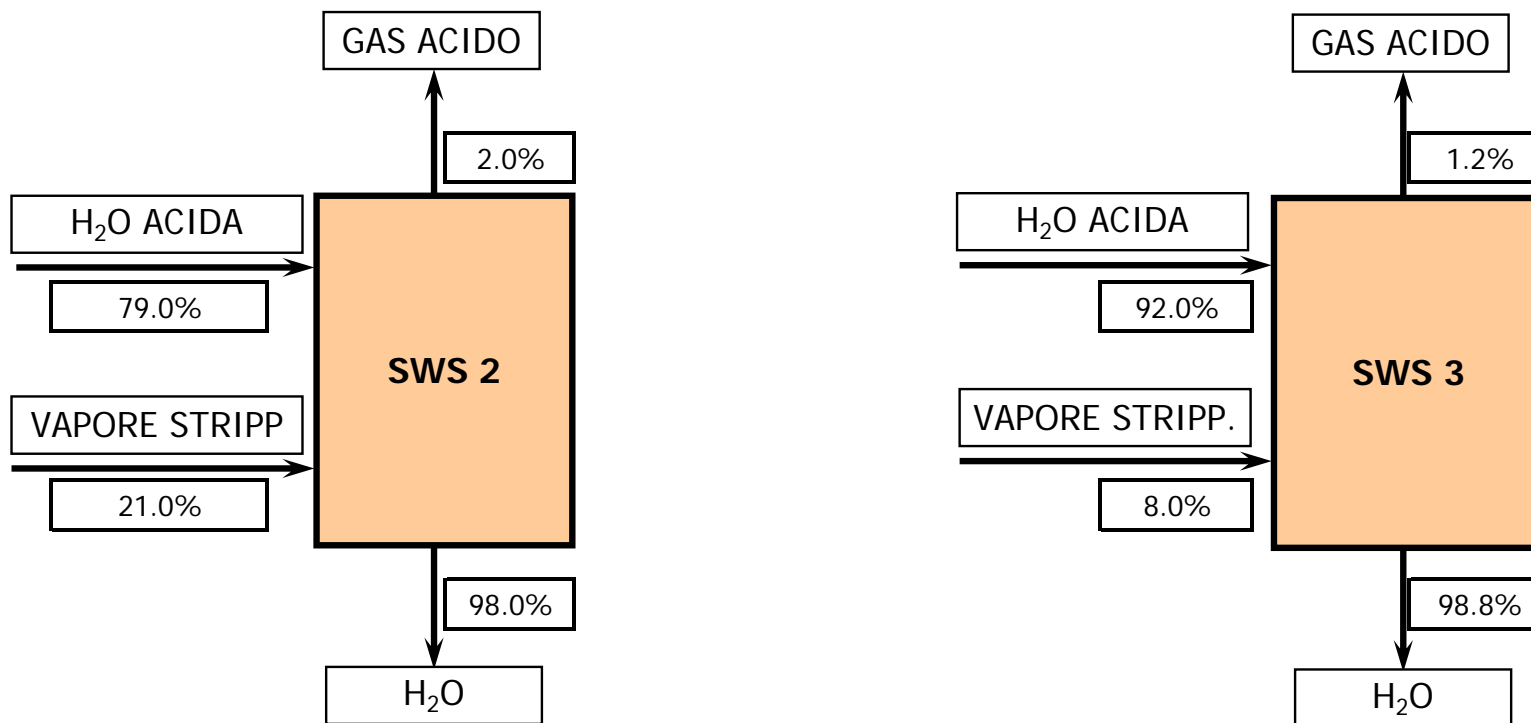 GAS ACIDO
2.0%
H₂O ACIDA
79.0%
SWS 2
VAPORE STRIPP
21.0%
98.0%
H₂O
GAS ACIDO
1.2%
H₂O ACIDA
92.0%
SWS 3
VAPORE STRIPP.
8.0%
98.8%
H₂O